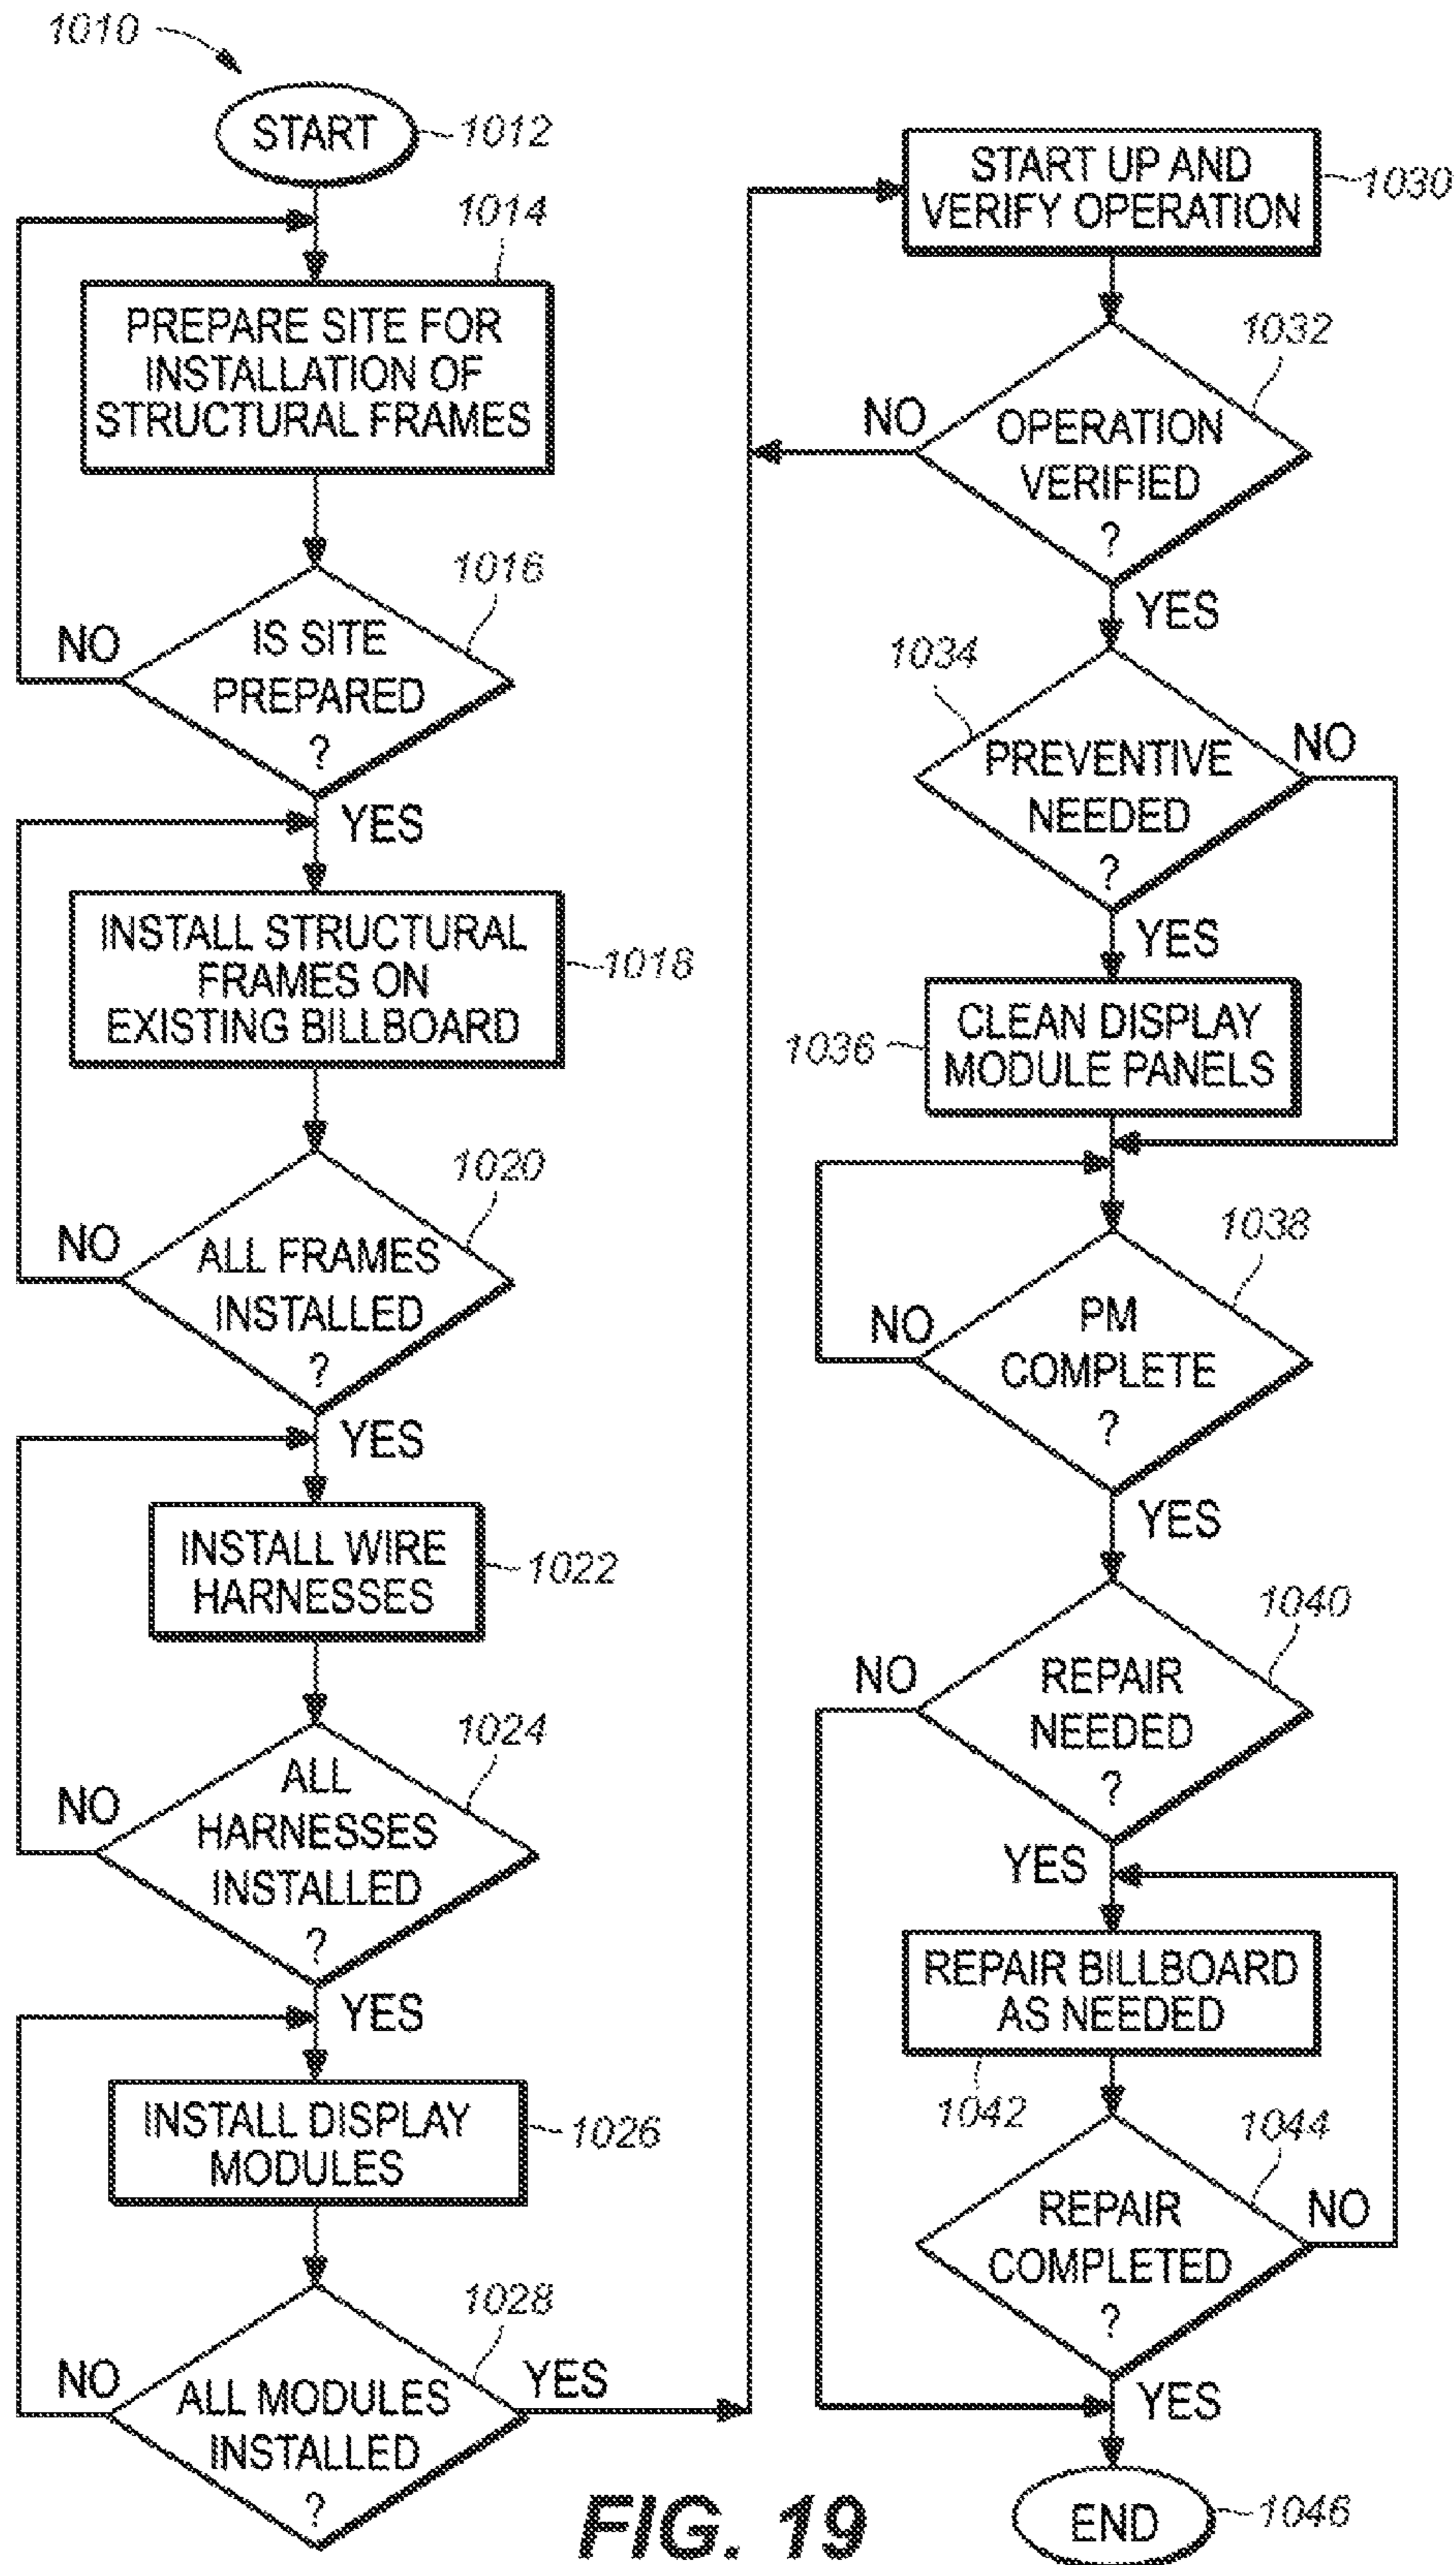 1010
START
1012
1014
PREPARE SITE FOR
INSTALLATION OF
STRUCTURAL FRAMES
1016
NO
IS SITE
PREPARED
?
YES
INSTALL STRUCTURAL
FRAMES ON
EXISTING BILLBOARD
1018
1020
NO
ALL FRAMES
INSTALLED
?
YES
INSTALL WIRE
HARNESSES
1022
1024
NO
ALL
HARNESSES
INSTALLED
?
YES
INSTALL DISPLAY
MODULES
1026
1028
NO
ALL MODULES
INSTALLED
?
YES
START UP AND
VERIFY OPERATION
1030
1032
NO
OPERATION
VERIFIED
?
YES
1034
PREVENTIVE
NEEDED
?
NO
YES
1036
CLEAN DISPLAY
MODULE PANELS
1038
NO
PM
COMPLETE
?
YES
1040
NO
REPAIR
NEEDED
?
YES
REPAIR BILLBOARD
AS NEEDED
1042
1044
REPAIR
COMPLETED
?
NO
YES
END
1046
FIG. 19